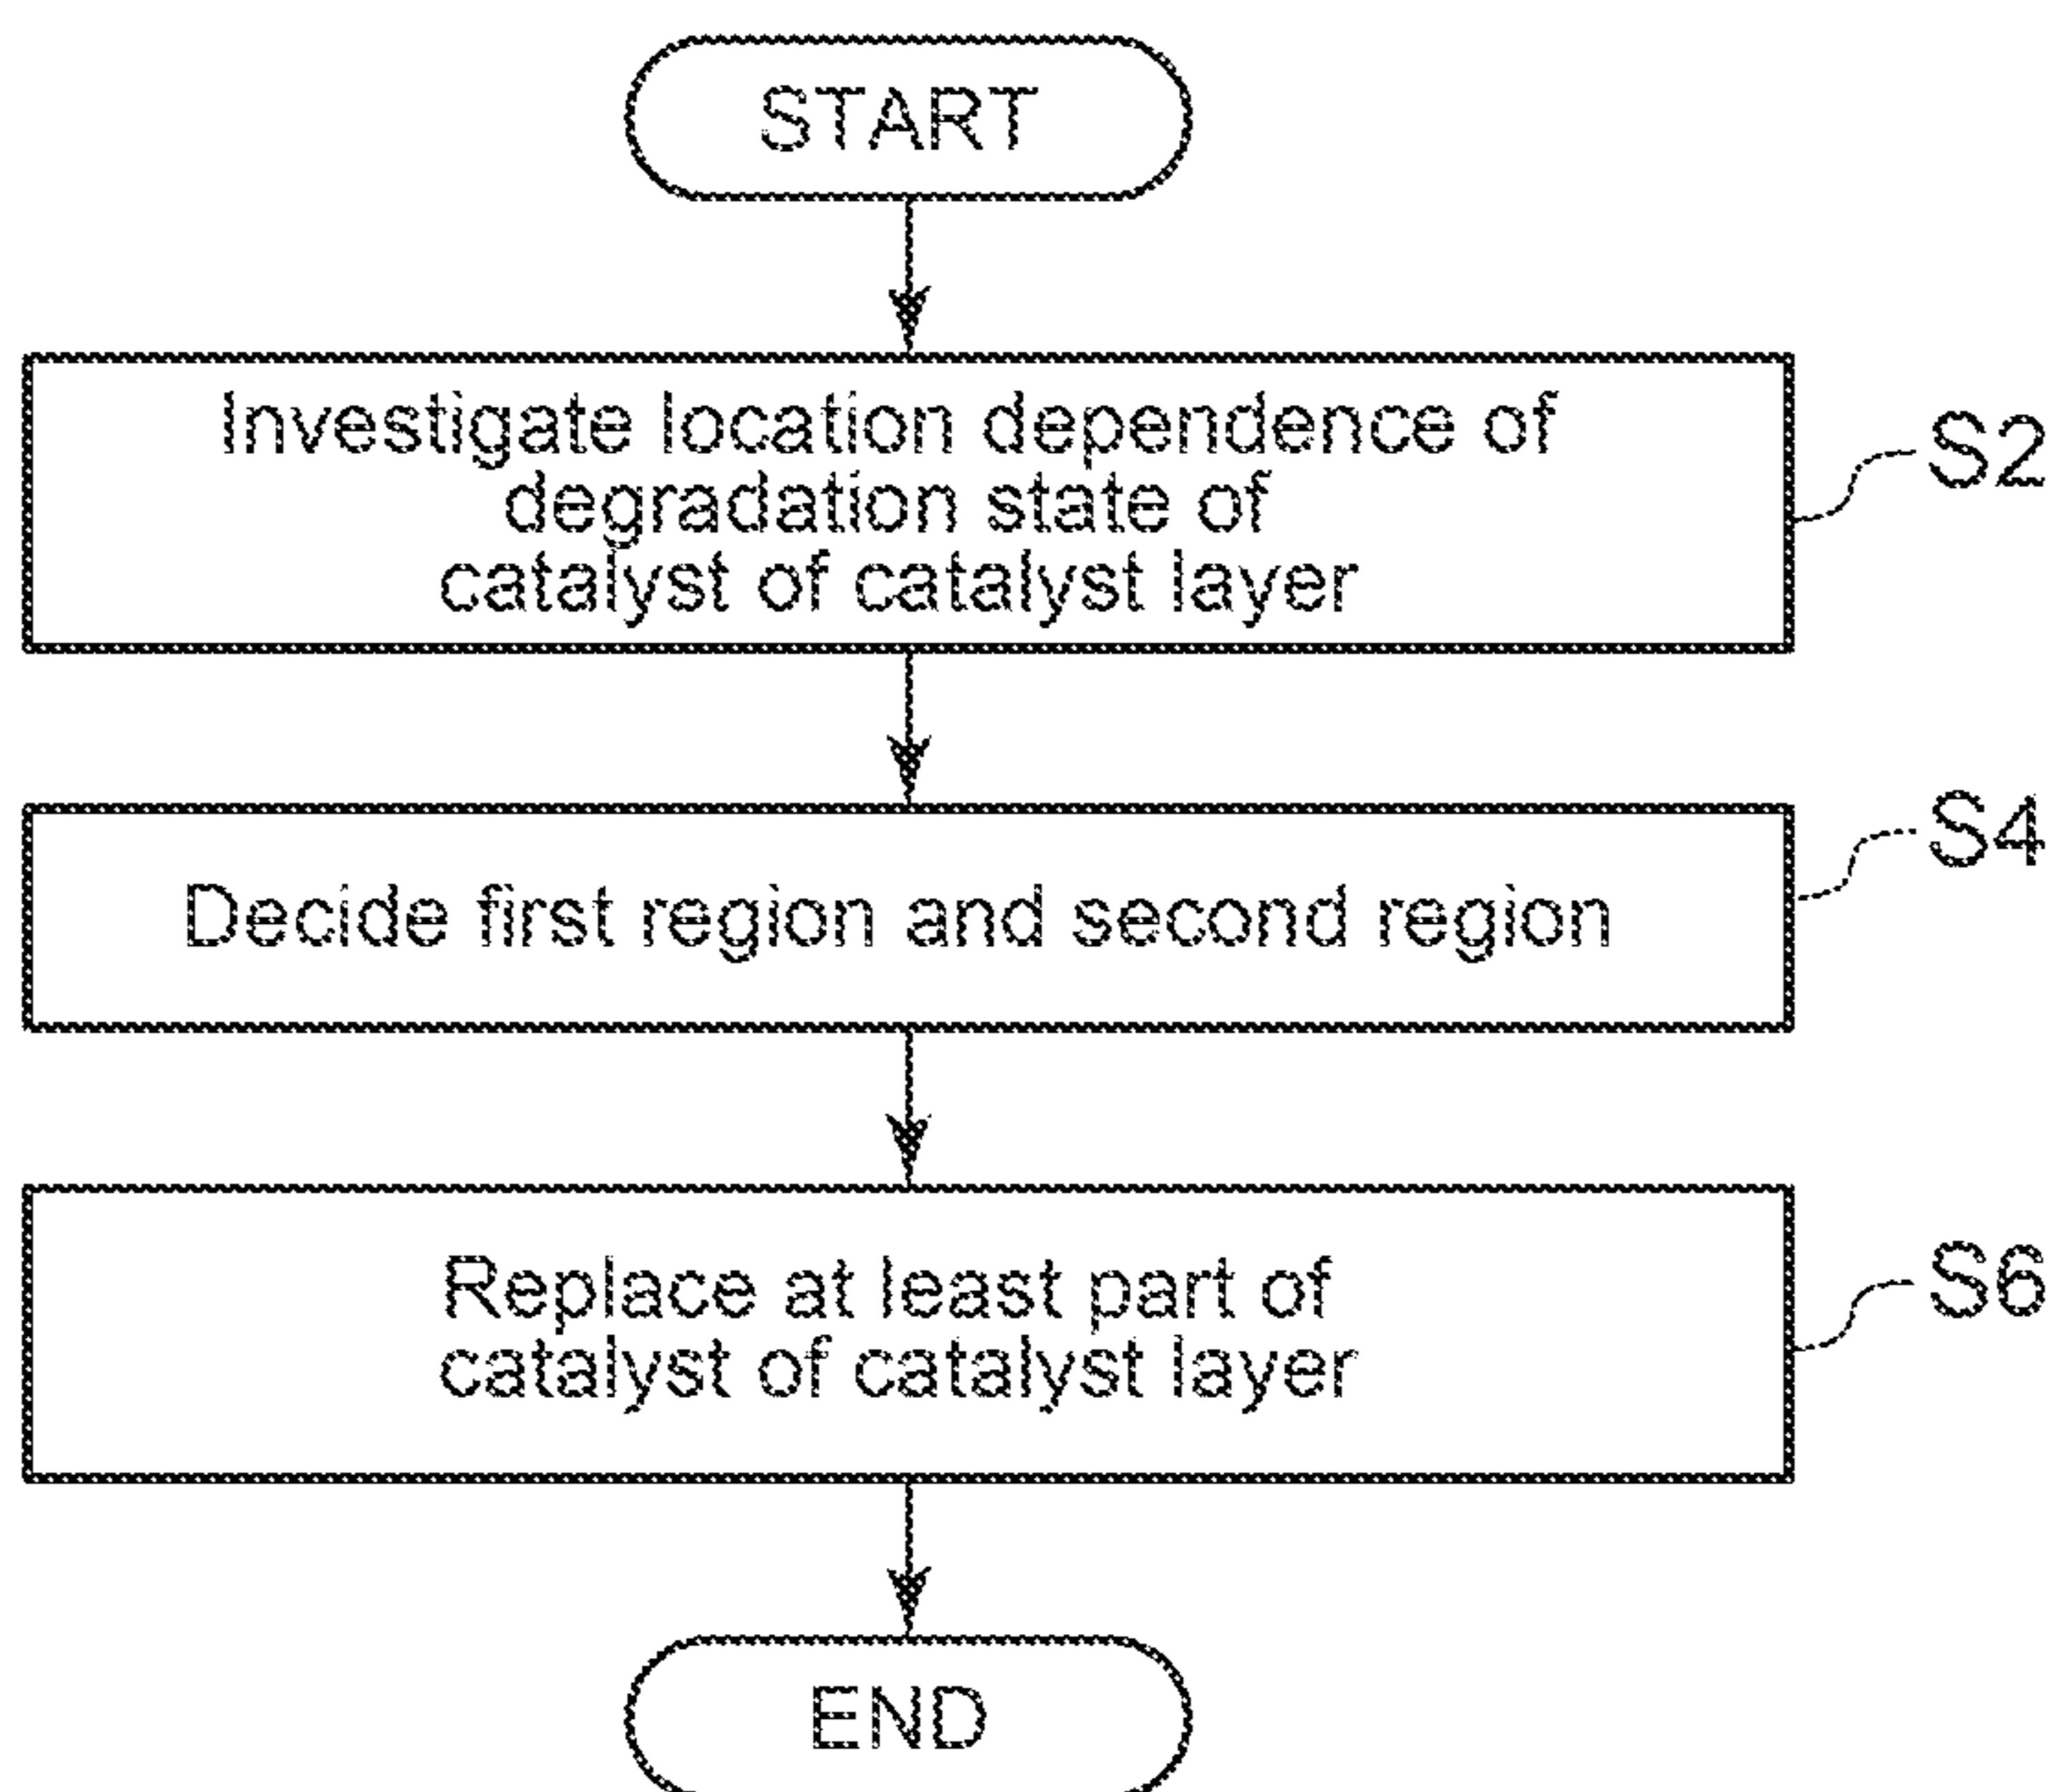 START
Investigate location dependence of
degradation state of
catalyst of catalyst layer
S2
Decide first region and second region
S4
Replace at least part of
catalyst of catalyst layer
S6
END